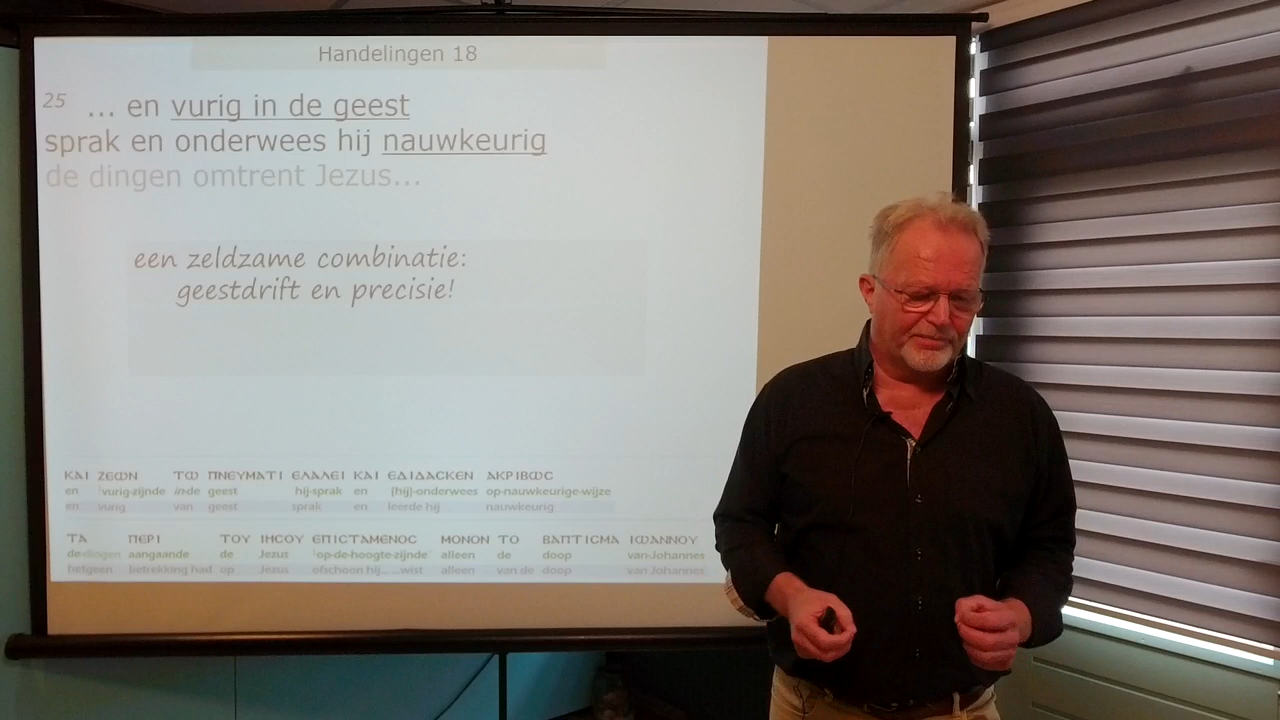 Handelingen 18
25 ... en vurig in de geest
sprak en onderwees hij nauwkeurig
de dingen omtrent Jezus...
een zeldzame combinatie:
geestdrift en precisie!
ΚΑΙ ΖΕΩΝ ΤΩ ΠΝΕΥΜΑΤΙ ΕΛΑΛΕΙ ΚΑΙ ΕΔΙΔΑϹΚΕΝ ΑΚΡΙΒΩϹ
en vurig-zijnde in-de geest hij-sprak en (hij)-onderwees op-nauwkeurige-wijze
en vurig van geest sprak en leerde hij nauwkeurig
ΤΑ ΠΕΡΙ ΤΟΥ ΙΗϹΟΥ ΕΠΙϹΤΑΜΕΝΟϹ ΜΟΝΟΝ ΤΟ ΒΑΠΤΙϹΜΑ ΙΩΑΝΝΟΥ
de-dingen aangaande de Jezus op-de-hoogte-zijnde alleen de doop van-Johannes
hetgeen betrekking had op Jezus ofschoon hij... ...wist alleen van de doop van Johannes